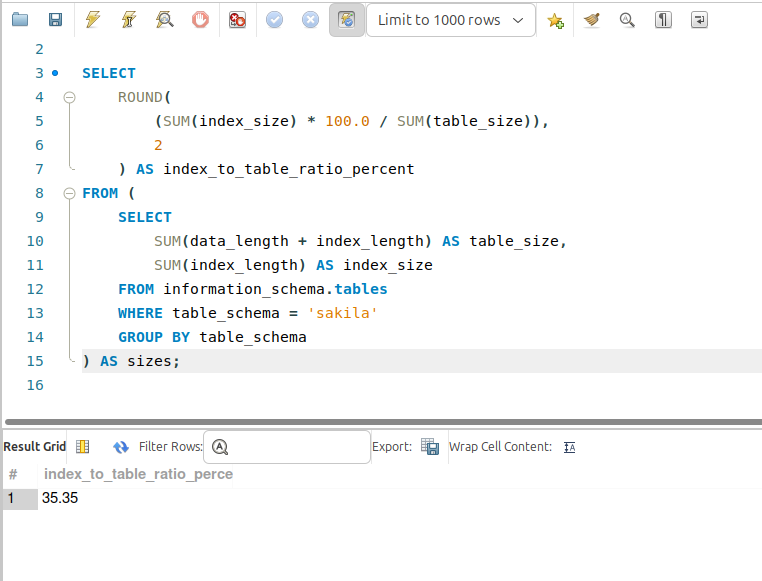 Limit to 1000 rows
2
3 SELECT
4     ROUND(
5         (SUM(index_size) * 100.0 / SUM(table_size)),
6         2
7     ) AS index_to_table_ratio_percent
8 FROM (
9     SELECT
10         SUM(data_length + index_length) AS table_size,
11         SUM(index_length) AS index_size
12     FROM information_schema.tables
13     WHERE table_schema = 'sakila'
14     GROUP BY table_schema
15 ) AS sizes;
16
Result Grid Filter Rows: Export: Wrap Cell Content:
# index_to_table_ratio_perce
1 35.35